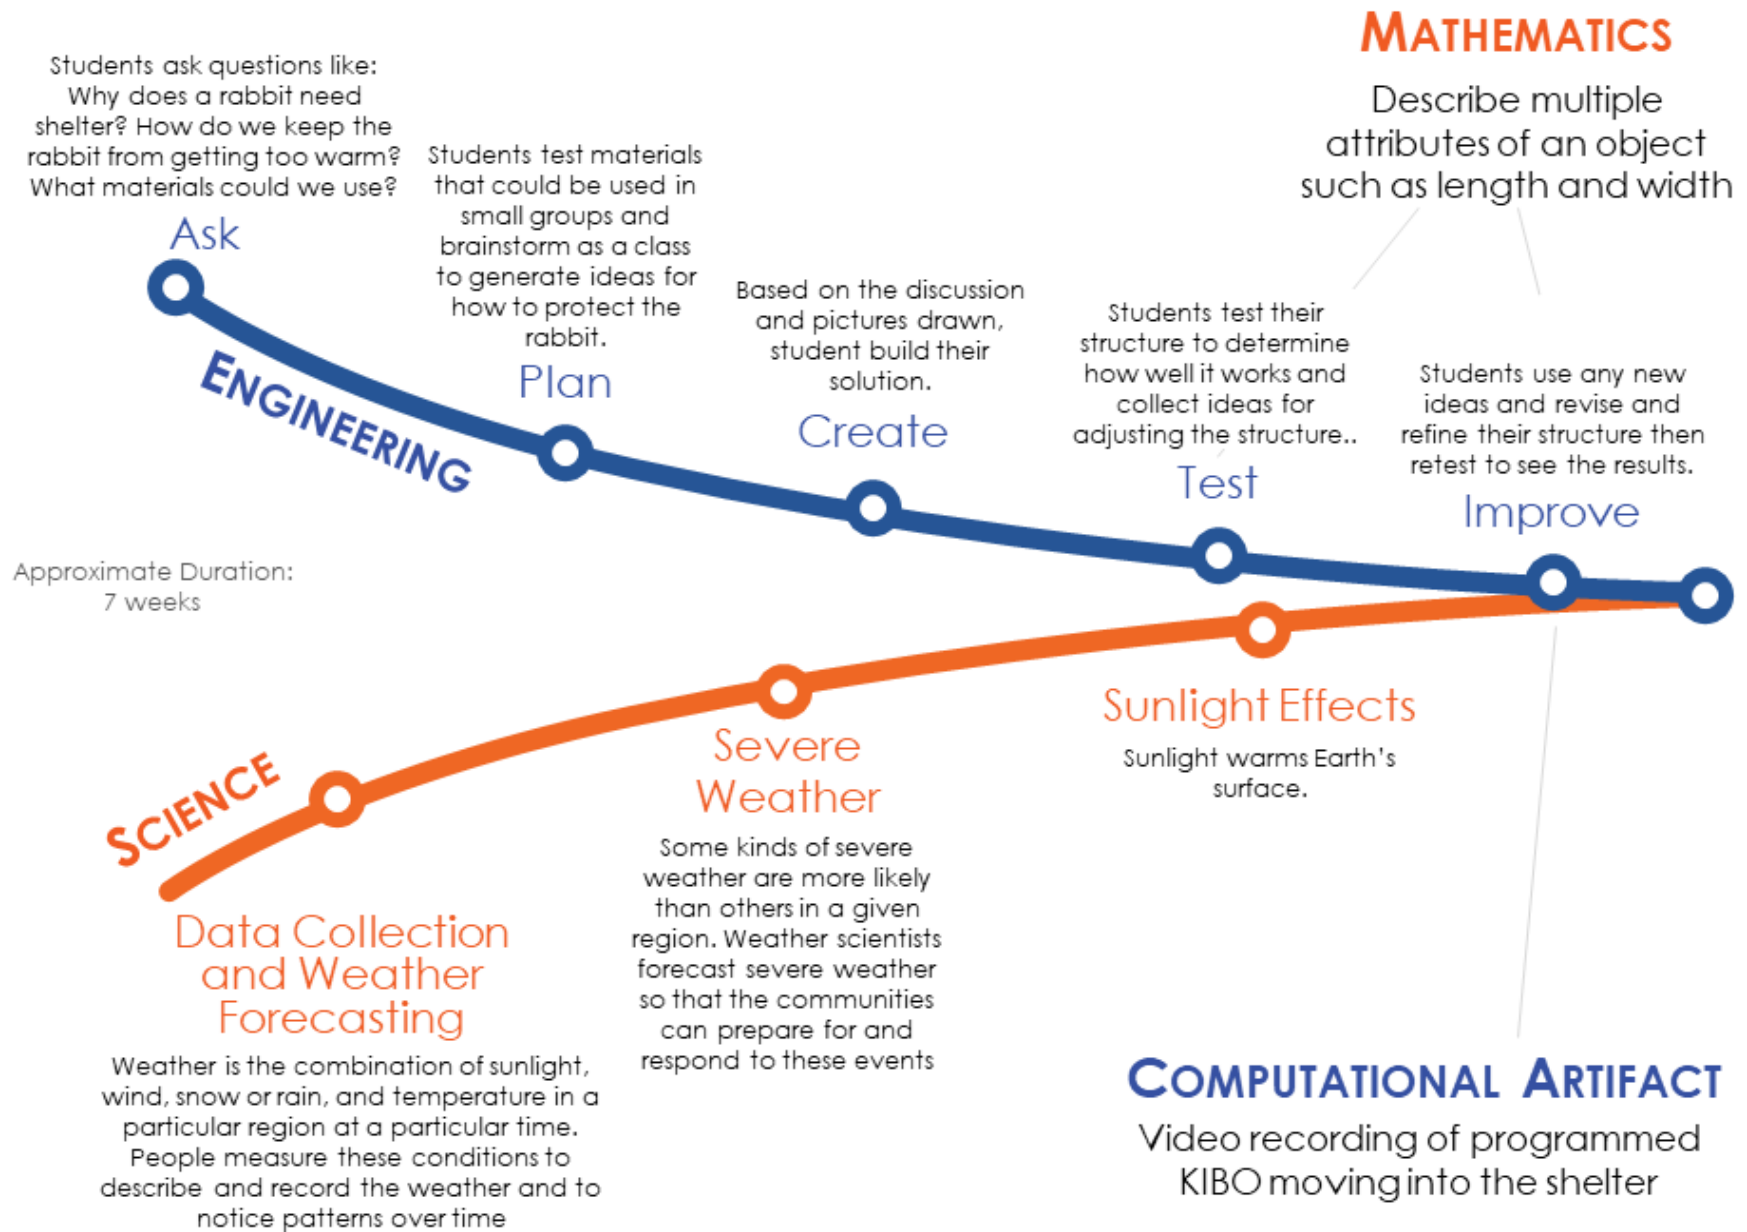 MATHEMATICS
Describe multiple
attributes of an object
such as length and width
Students ask questions like:
Why does a rabbit need
shelter? How do we keep the
rabbit from getting too warm?
What materials could we use?
Ask
Students test materials
that could be used in
small groups and
brainstorm as a class
to generate ideas for
how to protect the
rabbit.
Plan
Based on the discussion
and pictures drawn,
student build their
solution.
Create
Students test their
structure to determine
how well it works and
collect ideas for
adjusting the structure..
Test
Students use any new
ideas and revise and
refine their structure then
retest to see the results.
Improve
ENGINEERING
Approximate Duration:
7 weeks
SCIENCE
Data Collection
and Weather
Forecasting
Weather is the combination of sunlight,
wind, snow or rain, and temperature in a
particular region at a particular time.
People measure these conditions to
describe and record the weather and to
notice patterns over time
Severe
Weather
Some kinds of severe
weather are more likely
than others in a given
region. Weather scientists
forecast severe weather
so that the communities
can prepare for and
respond to these events
Sunlight Effects
Sunlight warms Earth's
surface.
COMPUTATIONAL ARTIFACT
Video recording of programmed
KIBO moving into the shelter